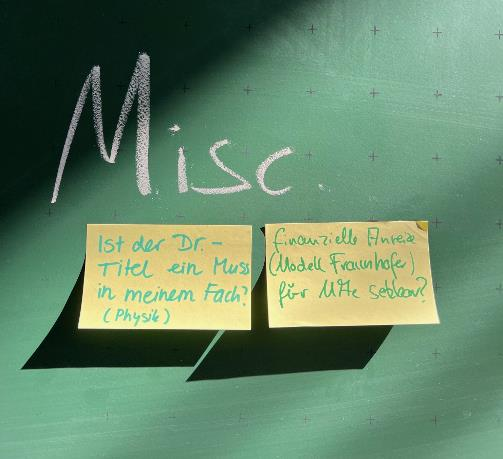 Misc.
Ist der Dr.-
Titel ein Muss
in meinem Fach?
(Physik)
finanzielle Anreize
(Modell Fraunhofer)
für MAs setzen?